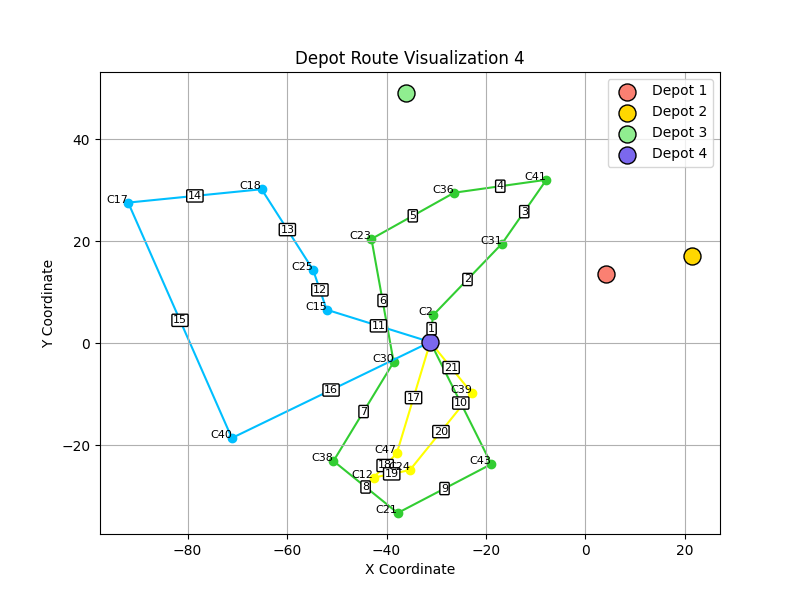 Depot Route Visualization 4
Depot 1
Depot 2
Depot 3
Depot 4
Y Coordinate
40
20
0
−20
−80
−60
−40
−20
0
20
X Coordinate
C17
14
C18
13
C25
12
C15
11
15
16
C40
C36
4
C41
5
3
C23
C31
2
6
C2
1
C30
7
C38
8
C21
9
C43
10
21
C39
17
20
C47
18
C24
19
C12